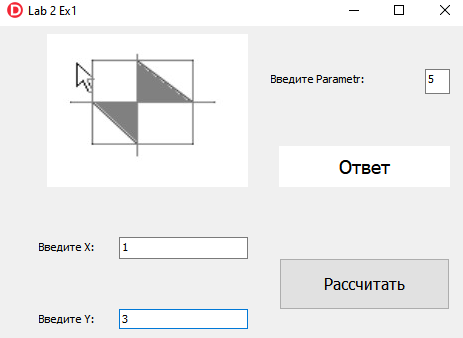 Lab 2 Ex1
Введите Parametr:
5
Ответ
Введите X:
1
Рассчитать
Введите Y:
3